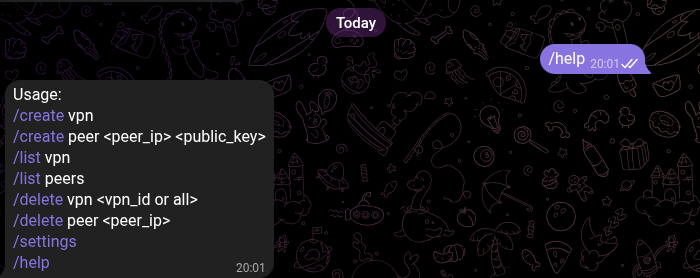 Today
/help 20:01
Usage:
/create vpn
/create peer <peer_ip> <public_key>
/list vpn
/list peers
/delete vpn <vpn_id or all>
/delete peer <peer_ip>
/settings
/help
20:01